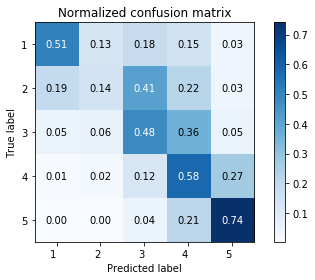 Normalized confusion matrix
True label
1 0.51 0.13 0.18 0.15 0.03
2 0.19 0.14 0.41 0.22 0.03
3 0.05 0.06 0.48 0.36 0.05
4 0.01 0.02 0.12 0.58 0.27
5 0.00 0.00 0.04 0.21 0.74
1 2 3 4 5
Predicted label
0.7
0.6
0.5
0.4
0.3
0.2
0.1